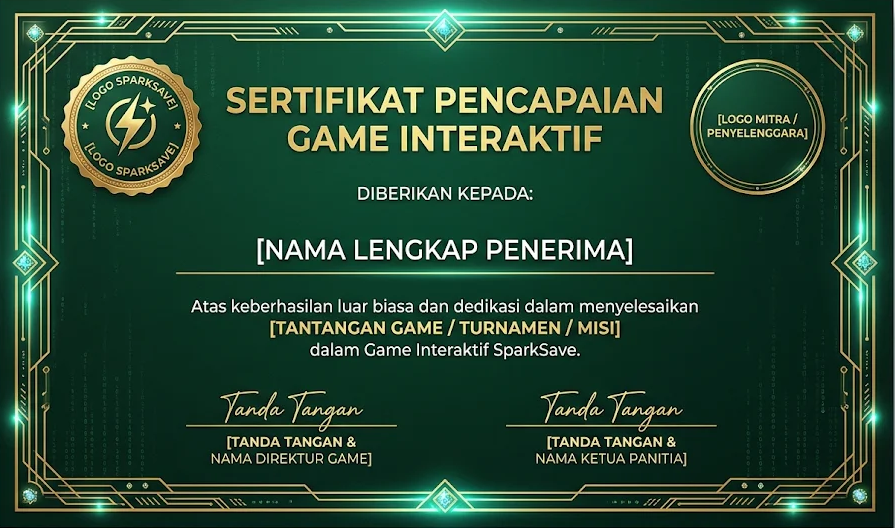 [LOGO SPARKSAVE]
[LOGO SPARKSAVE]
SERTIFIKAT PENCAPAIAN
GAME INTERAKTIF
[LOGO MITRA /
PENYELENGGARA]
DIBERIKAN KEPADA:
[NAMA LENGKAP PENERIMA]
Atas keberhasilan luar biasa dan dedikasi dalam menyelesaikan
[TANTANGAN GAME / TURNAMEN / MISI]
dalam Game Interaktif SparkSave.
Tanda Tangan
[TANDA TANGAN &
NAMA DIREKTUR GAME]
Tanda Tangan
[TANDA TANGAN &
NAMA KETUA PANITIA]